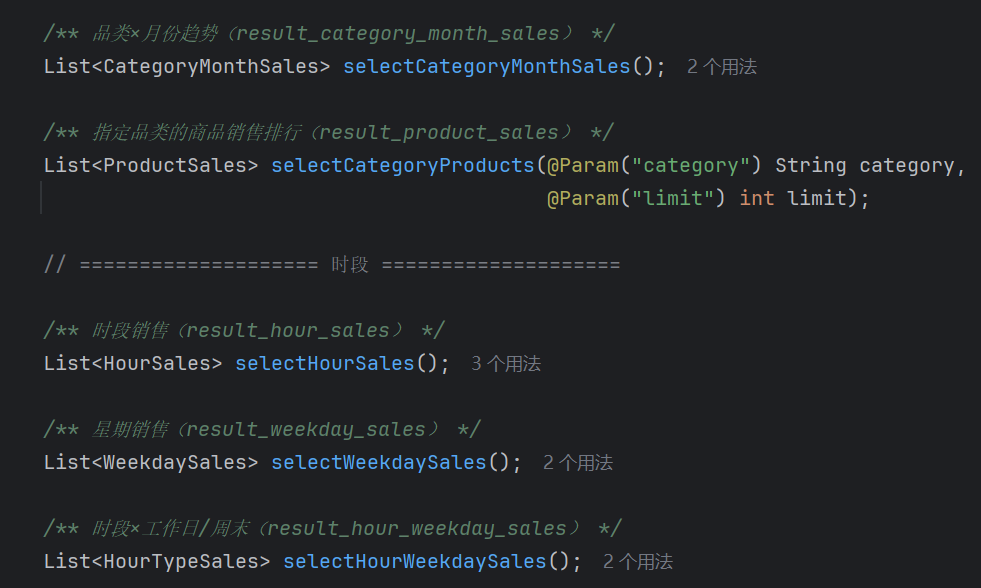 /** 品类×月份趋势（result_category_month_sales） */
List<CategoryMonthSales> selectCategoryMonthSales(); 2 个用法
/** 指定品类的商品销售排行（result_product_sales） */
List<ProductSales> selectCategoryProducts(@Param("category") String category,
@Param("limit") int limit);
// ==================== 时段 ====================
/** 时段销售（result_hour_sales） */
List<HourSales> selectHourSales(); 3 个用法
/** 星期销售（result_weekday_sales） */
List<WeekdaySales> selectWeekdaySales(); 2 个用法
/** 时段×工作日/周末（result_hour_weekday_sales） */
List<HourTypeSales> selectHourWeekdaySales(); 2 个用法